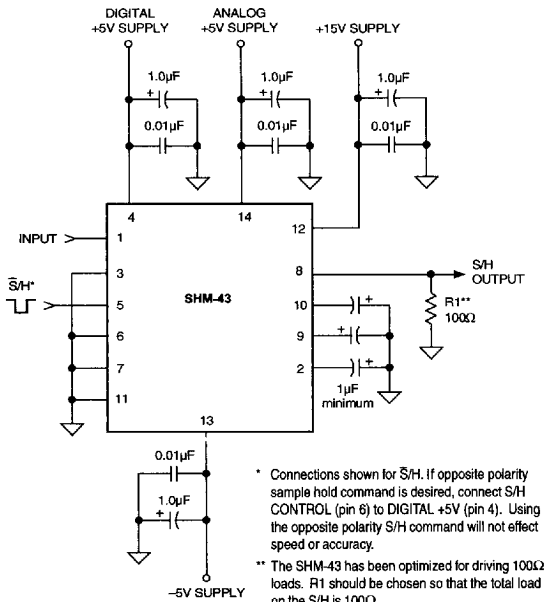 DIGITAL
+5V SUPPLY
ANALOG
+5V SUPPLY
+15V SUPPLY
1.0µF
+
0.01µF
1.0µF
+
0.01µF
1.0µF
+
0.01µF
4
14
12
INPUT
1
3
S̄/H*
5
6
7
11
SHM-43
8
S/H
OUTPUT
R1**
100Ω
10
+
9
+
2
+
1µF
minimum
13
0.01µF
1.0µF
+
-5V SUPPLY
* Connections shown for S̄/H. If opposite polarity
sample hold command is desired, connect S/H
CONTROL (pin 6) to DIGITAL +5V (pin 4). Using
the opposite polarity S/H command will not effect
speed or accuracy.
** The SHM-43 has been optimized for driving 100Ω
loads. R1 should be chosen so that the total load
on the S/H is 100Ω